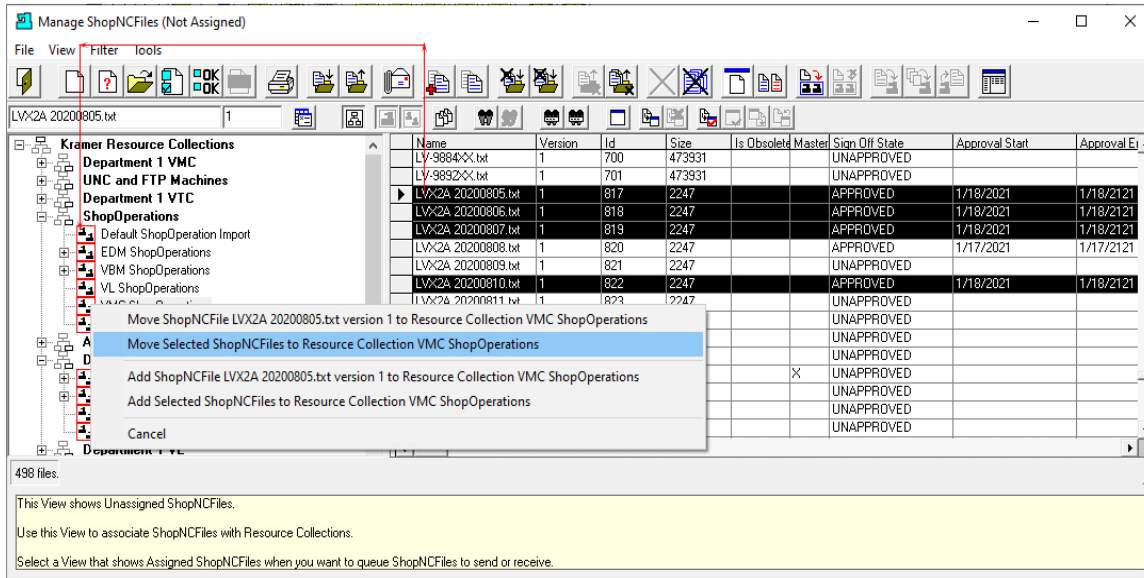 Manage ShopNCFiles (Not Assigned)
File View Filter Tools
OK
OK
LVX2A 20200805.txt 1
Kramer Resource Collections
Department 1 VMC
UNC and FTP Machines
Department 1 VTC
ShopOperations
Default ShopOperation Import
EDM ShopOperations
VBM ShopOperations
VL ShopOperations
Name Version Id Size Is Obsolete Master Sign Off State Approval Start
LV-9884XX.txt 1 700 473931 UNAPPROVED
LV-9892XX.txt 1 701 473931 UNAPPROVED
LVX2A 20200805.txt 1 817 2247 APPROVED 1/18/2021 1/18/2121
LVX2A 20200806.txt 1 818 2247 APPROVED 1/18/2021 1/18/2121
LVX2A 20200807.txt 1 819 2247 APPROVED 1/18/2021 1/18/2121
LVX2A 20200808.txt 1 820 2247 APPROVED 1/17/2021 1/17/2121
LVX2A 20200809.txt 1 821 2247 UNAPPROVED
LVX2A 20200810.txt 1 822 2247 APPROVED 1/18/2021 1/18/2121
LVX2A 20200811.txt 1 823 2247 UNAPPROVED
UNAPPROVED
UNAPPROVED
UNAPPROVED
X UNAPPROVED
UNAPPROVED
UNAPPROVED
UNAPPROVED
Move ShopNCFile LVX2A 20200805.txt version 1 to Resource Collection VMC ShopOperations
Move Selected ShopNCFiles to Resource Collection VMC ShopOperations
Add ShopNCFile LVX2A 20200805.txt version 1 to Resource Collection VMC ShopOperations
Add Selected ShopNCFiles to Resource Collection VMC ShopOperations
Cancel
Department 1 VL
498 files.
This View shows Unassigned ShopNCFiles.
Use this View to associate ShopNCFiles with Resource Collections.
Select a View that shows Assigned ShopNCFiles when you want to queue ShopNCFiles to send or receive.